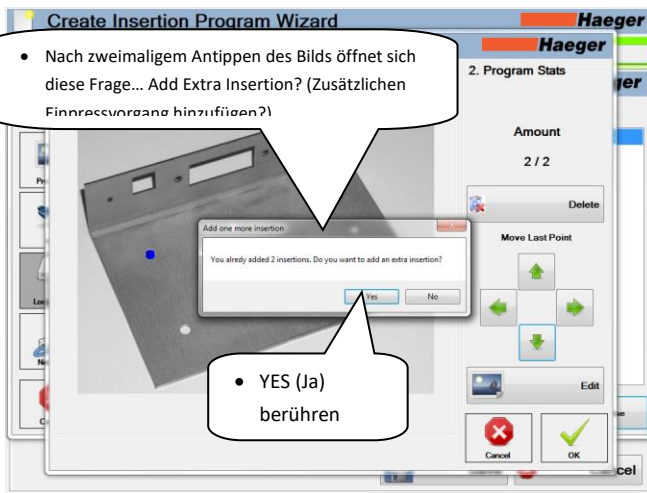 Create Insertion Program Wizard
Haeger
Haeger
• Nach zweimaligem Antippen des Bilds öffnet sich
diese Frage… Add Extra Insertion? (Zusätzlichen
Einpressvorgang hinzufügen?)
2. Program Stats
Amount
2 / 2
Delete
Move Last Point
Add one more insertion
You alredy added 2 insertions. Do you want to add an extra insertion?
Yes
No
• YES (Ja)
berühren
Edit
Cancel
OK